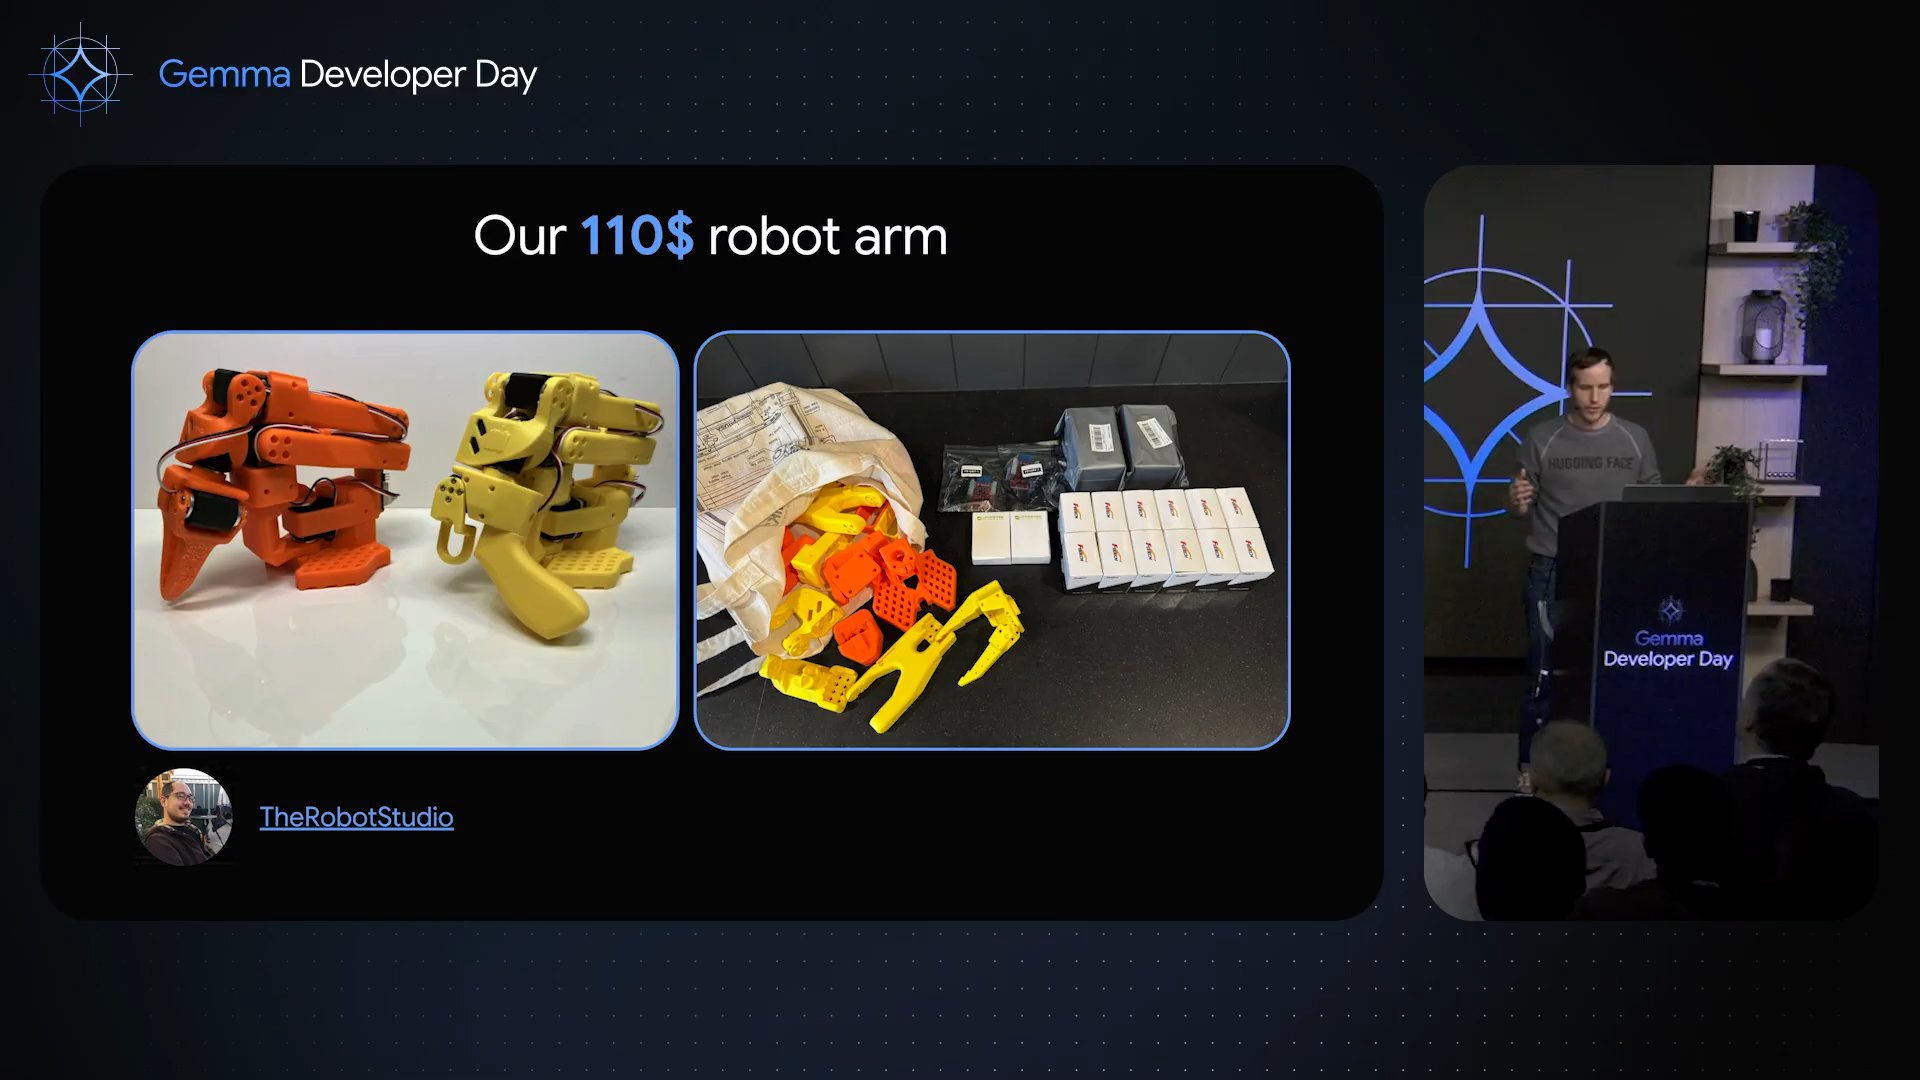 Gemma Developer Day
Our 110$ robot arm
TheRobotStudio
HUGGING FACE
Gemma
Developer Day